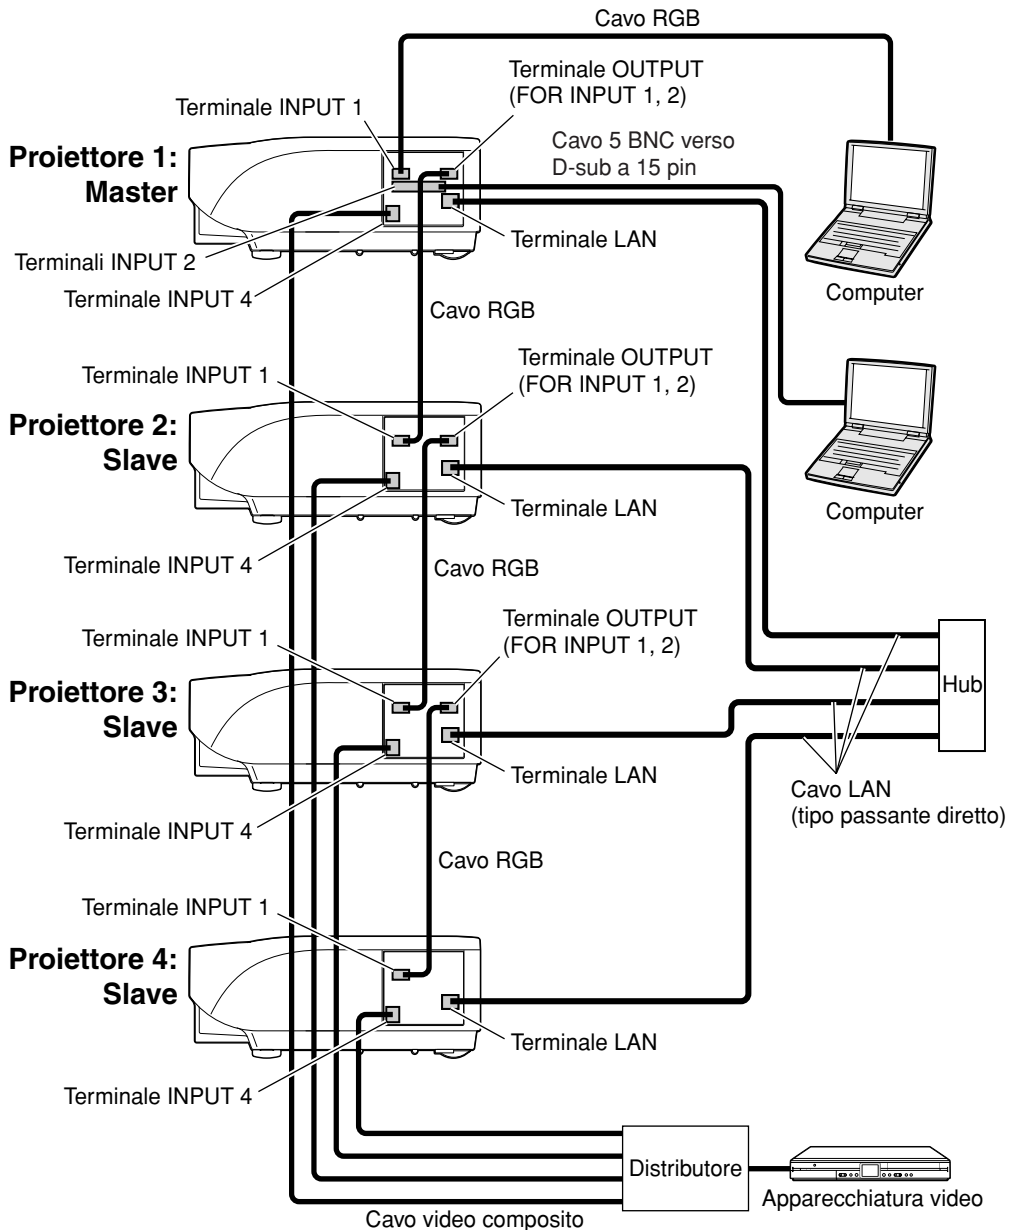 Cavo RGB
Terminale OUTPUT
(FOR INPUT 1, 2)
Terminale INPUT 1
Cavo 5 BNC verso
D-sub a 15 pin
Proiettore 1:
Master
Terminale LAN
Terminali INPUT 2
Terminale INPUT 4
Computer
Cavo RGB
Terminale OUTPUT
(FOR INPUT 1, 2)
Terminale INPUT 1
Proiettore 2:
Slave
Terminale LAN
Computer
Terminale INPUT 4
Cavo RGB
Terminale OUTPUT
(FOR INPUT 1, 2)
Terminale INPUT 1
Proiettore 3:
Slave
Hub
Terminale LAN
Cavo LAN
(tipo passante diretto)
Terminale INPUT 4
Cavo RGB
Terminale INPUT 1
Proiettore 4:
Slave
Terminale LAN
Terminale INPUT 4
Distributore
Apparecchiatura video
Cavo video composito